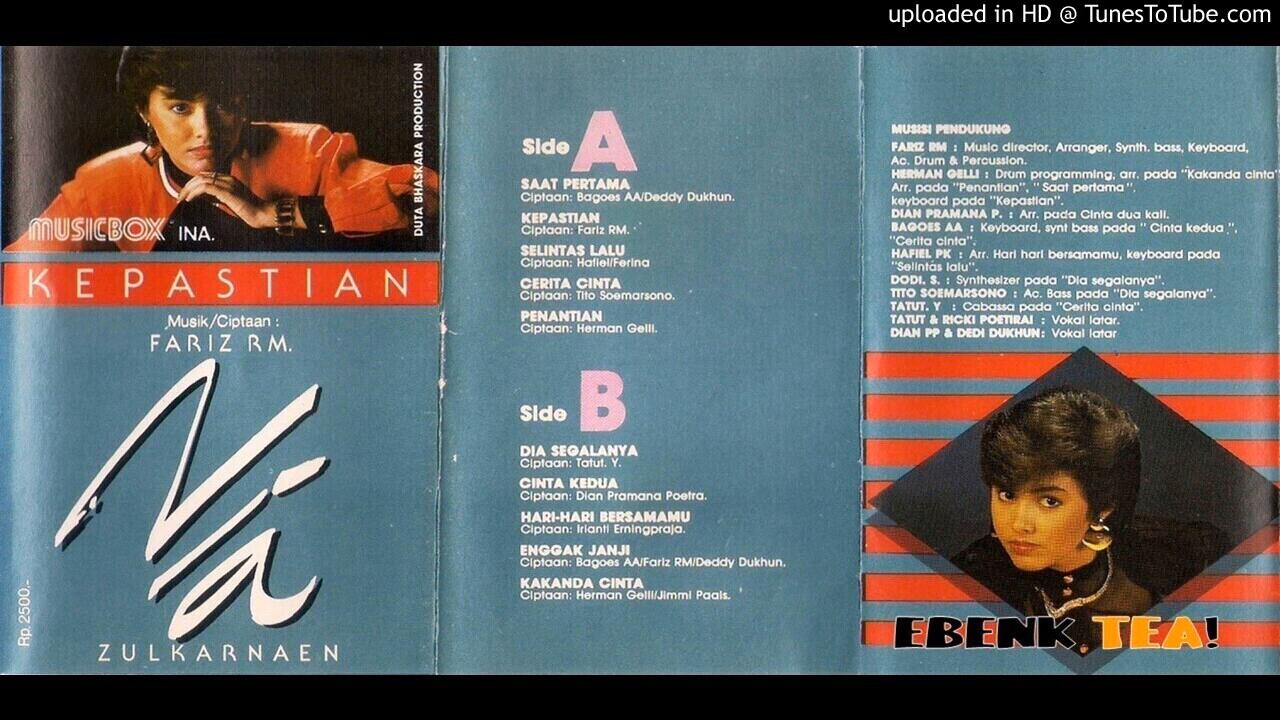 uploaded in HD @ TunesToTube.com
DUTA BHASKARA PRODUCTION
MUSICBOX INA.
KEPASTIAN
Musik/Ciptaan :
FARIZ RM.
Nia
ZULKARNAEN
Rp. 2500,-
Side A
SAAT PERTAMA
Ciptaan: Bagoes AA/Deddy Dukhun.
KEPASTIAN
Ciptaan: Fariz RM.
SELINTAS LALU
Ciptaan: Hafiel/Ferina
CERITA CINTA
Ciptaan: Tito Soemarsono.
PENANTIAN
Ciptaan: Herman Gelli.
Side B
DIA SEGALANYA
Ciptaan: Tatut. Y.
CINTA KEDUA
Ciptaan: Dian Pramana Poetra.
HARI-HARI BERSAMAMU
Ciptaan: Irianti Erningpraja.
ENGGAK JANJI
Ciptaan: Bagoes AA/Fariz RM/Deddy Dukhun.
KAKANDA CINTA
Ciptaan: Herman Gelli/Jimmi Paals.
MUSISI PENDUKUNG
FARIZ RM : Music director, Arranger, Synth. bass, Keyboard,
Ac. Drum & Percussion.
HERMAN GELLI : Drum programming, arr. pada "Kakanda cinta"
Arr. pada "Penantian", "Saat pertama".
keyboard pada "Kepastian".
DIAN PRAMANA P. : Arr. pada Cinta dua kali.
BAGOES AA : Keyboard, synt bass pada " Cinta kedua ",
"Cerita cinta".
HAFIEL PK : Arr. Hari hari bersamamu, keyboard pada
"Selintas lalu".
DODI. S. : Synthesizer pada "Dia segalanya".
TITO SOEMARSONO : Ac. Bass pada "Dia segalanya".
TATUT. Y : Cabassa pada "Cerita cinta".
TATUT & RICKI POETIRAI : Vokal latar.
DIAN PP & DEDI DUKHUN: Vokal latar
EBENK TEA!